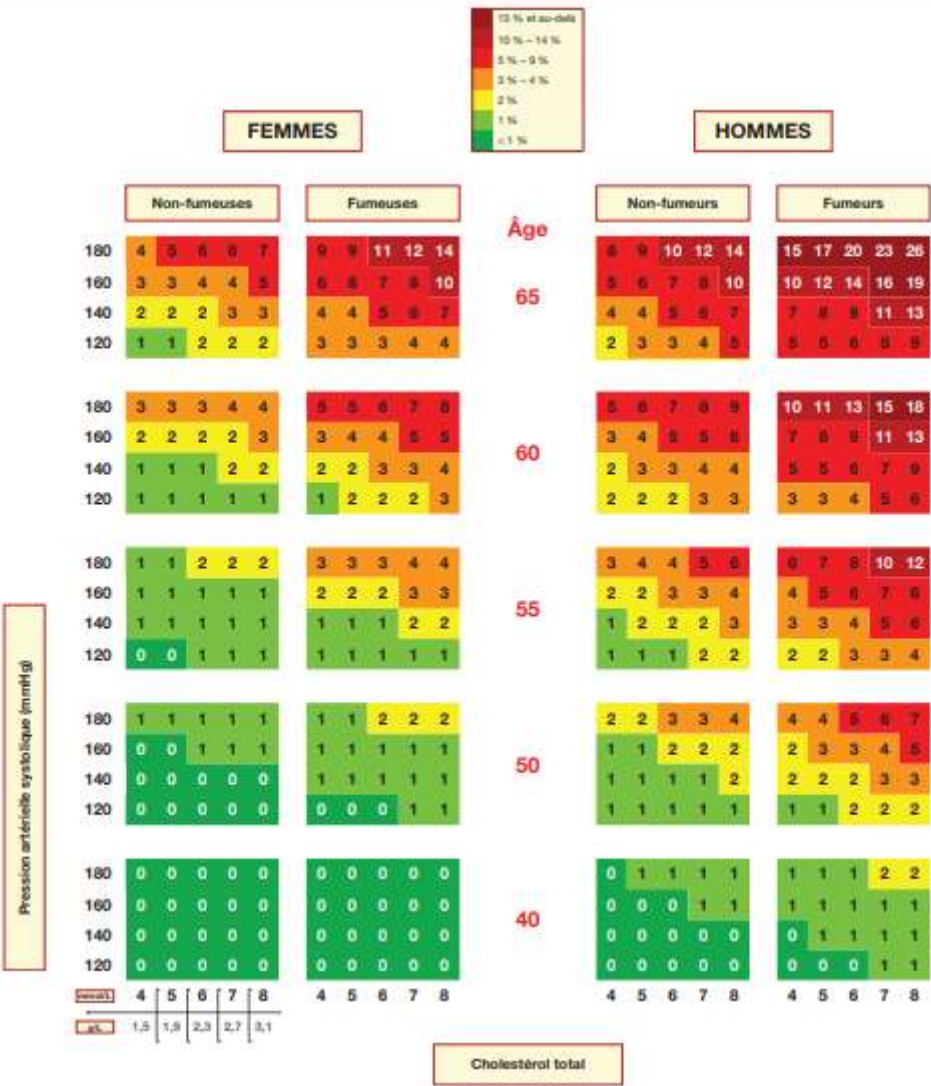 15 % et au-delà
10 % – 14 %
5 % – 9 %
3 % – 4 %
2 %
1 %
< 1 %
FEMMES
HOMMES
Non-fumeuses
Fumeuses
Âge
Non-fumeurs
Fumeurs
180 4 5 6 6 7 9 9 11 12 14 8 9 10 12 14 15 17 20 23 26
160 3 3 4 4 5 6 6 7 8 10 65 5 6 7 8 10 10 12 14 16 19
140 2 2 2 3 3 4 4 5 6 7 4 4 5 6 7 7 8 9 11 13
120 1 1 2 2 2 3 3 3 4 4 2 3 3 4 5 5 5 6 8 9
180 3 3 3 4 4 5 5 6 7 8 5 6 7 8 9 10 11 13 15 18
160 2 2 2 2 3 3 4 4 5 5 60 3 4 5 5 6 7 8 9 11 13
140 1 1 1 2 2 2 2 3 3 4 2 3 3 4 4 5 5 6 7 9
120 1 1 1 1 1 1 2 2 2 3 2 2 2 3 3 3 3 4 5 6
180 1 1 2 2 2 3 3 3 4 4 3 4 4 5 6 6 7 8 10 12
160 1 1 1 1 1 2 2 2 3 3 55 2 2 3 3 4 4 5 6 7 8
140 1 1 1 1 1 1 1 1 2 2 1 2 2 2 3 3 3 4 5 6
120 0 0 1 1 1 1 1 1 1 1 1 1 1 2 2 2 2 3 3 4
180 1 1 1 1 1 1 1 2 2 2 2 2 3 3 4 4 4 5 6 7
160 0 0 1 1 1 1 1 1 1 1 50 1 1 2 2 2 2 3 3 4 5
140 0 0 0 0 0 1 1 1 1 1 1 1 1 1 2 2 2 2 3 3
120 0 0 0 0 0 0 0 0 1 1 1 1 1 1 1 1 1 2 2 2
180 0 0 0 0 0 0 0 0 0 0 0 1 1 1 1 1 1 1 2 2
160 0 0 0 0 0 0 0 0 0 0 40 0 0 0 1 1 1 1 1 1 1
140 0 0 0 0 0 0 0 0 0 0 0 0 0 0 0 0 1 1 1 1
120 0 0 0 0 0 0 0 0 0 0 0 0 0 0 0 0 0 0 1 1
Pression artérielle systolique (mmHg)
mmol/L 4 5 6 7 8 4 5 6 7 8 4 5 6 7 8 4 5 6 7 8
g/L 1,5 1,9 2,3 2,7 3,1
Cholestérol total